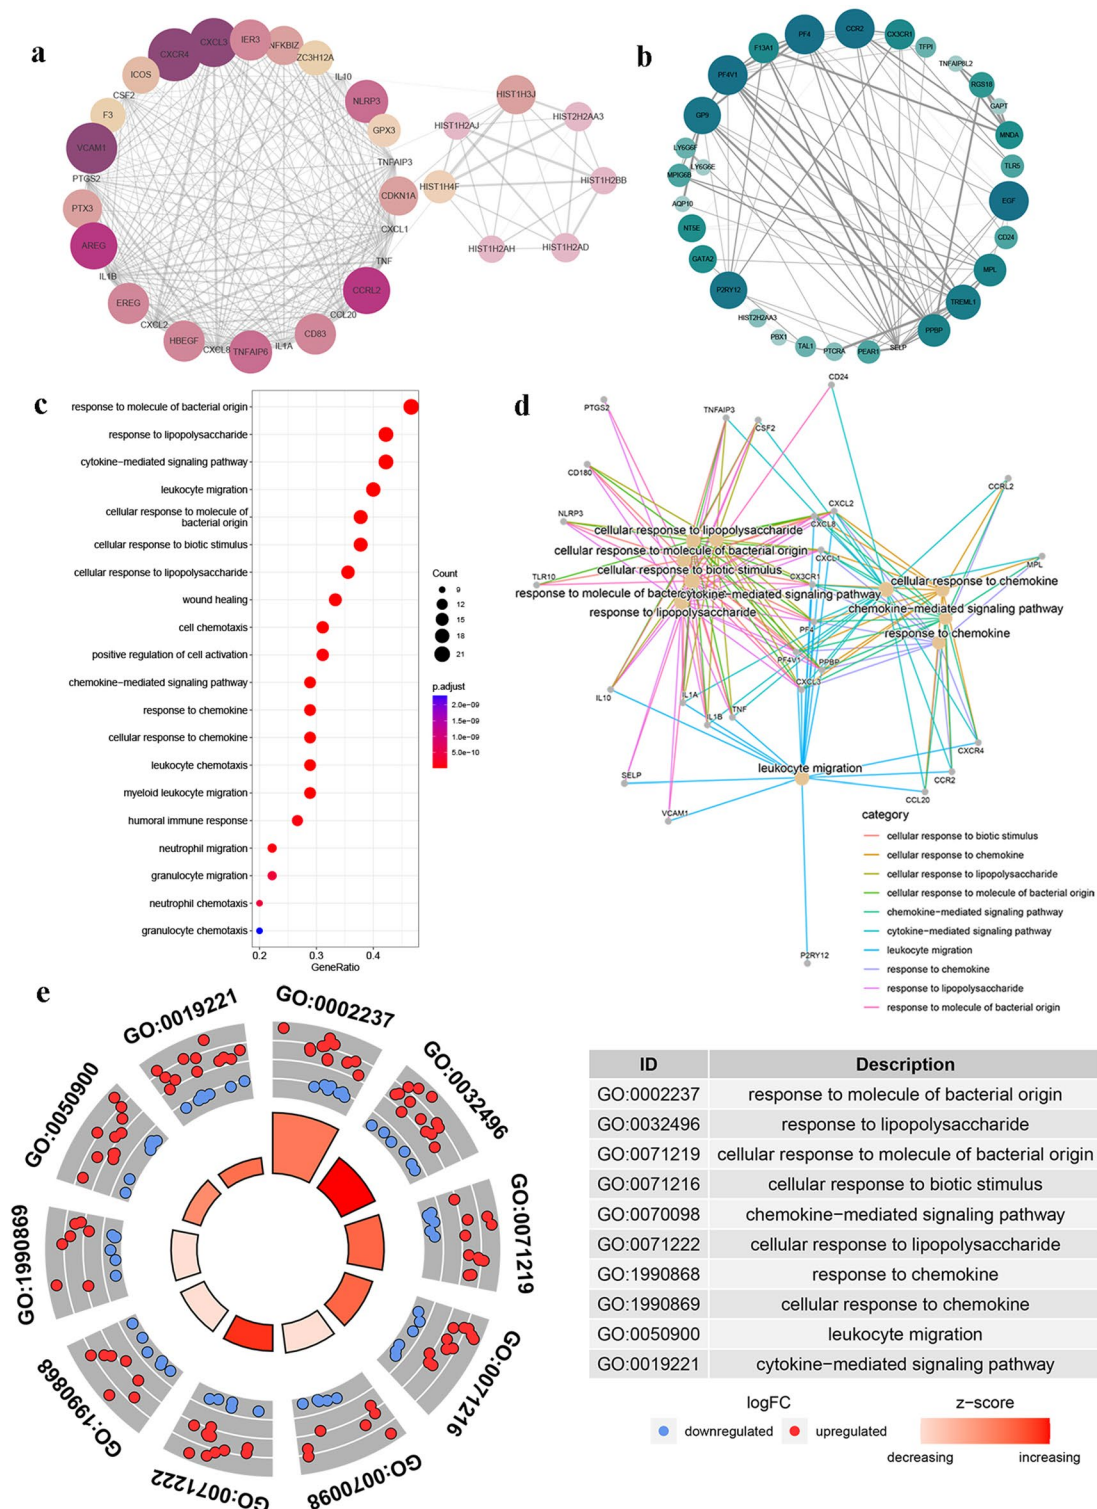 a
CXCR4
CXCL3
IER3
NFKBIZ
ZC3H12A
ICOS
IL10
CSF2
NLRP3
F3
GPX3
VCAM1
TNFAIP3
PTGS2
CDKN1A
PTX3
CXCL1
AREG
TNF
IL1B
CCRL2
EREG
CCL20
CXCL2
HBEGF
CD83
CXCL8
TNFAIP6
IL1A
HIST1H3J
HIST1H2AJ
HIST2H2AA3
HIST1H4F
HIST1H2BB
HIST1H2AH
HIST1H2AD
b
PF4
CCR2
CX3CR1
F13A1
TFPI
TNFAIP8L2
PF4V1
RGS18
GAPT
GP9
MNDA
LY6G6F
LY6G6E
TLR5
MPIG6B
AQP10
EGF
NT5E
CD24
GATA2
MPL
P2RY12
TREML1
HIST2H2AA3
PPBP
PBX1
TAL1
PTCRA
PEAR1
SELP
c
response to molecule of bacterial origin
response to lipopolysaccharide
cytokine−mediated signaling pathway
leukocyte migration
cellular response to molecule of
bacterial origin
cellular response to biotic stimulus
cellular response to lipopolysaccharide
wound healing
cell chemotaxis
positive regulation of cell activation
chemokine−mediated signaling pathway
response to chemokine
cellular response to chemokine
leukocyte chemotaxis
myeloid leukocyte migration
humoral immune response
neutrophil migration
granulocyte migration
neutrophil chemotaxis
granulocyte chemotaxis
0.2 0.3 0.4
GeneRatio
Count
9
12
15
18
21
p.adjust
2.0e−09
1.5e−09
1.0e−09
5.0e−10
d
CD24
PTGS2
TNFAIP3
CSF2
CD180
CCRL2
CXCL2
NLRP3
CXCL8
cellular response to lipopolysaccharide
cellular response to molecule of bacterial origin
CXCL1
MPL
cellular response to biotic stimulus
CX3CR1
cellular response to chemokine
TLR10
response to molecule of bacter
cytokine−mediated signaling pathway
response to lipopolysaccharide
chemokine−mediated signaling pathway
PF4
response to chemokine
PF4V1
PPBP
CXCL3
IL10
IL1A
IL1B
TNF
CXCR4
leukocyte migration
SELP
CCR2
CCL20
VCAM1
P2RY12
category
cellular response to biotic stimulus
cellular response to chemokine
cellular response to lipopolysaccharide
cellular response to molecule of bacterial origin
chemokine−mediated signaling pathway
cytokine−mediated signaling pathway
leukocyte migration
response to chemokine
response to lipopolysaccharide
response to molecule of bacterial origin
e
GO:0002237
GO:0032496
GO:0071219
GO:0071216
GO:0070098
GO:0071222
GO:1990868
GO:1990869
GO:0050900
GO:0019221
ID Description
GO:0002237 response to molecule of bacterial origin
GO:0032496 response to lipopolysaccharide
GO:0071219 cellular response to molecule of bacterial origin
GO:0071216 cellular response to biotic stimulus
GO:0070098 chemokine−mediated signaling pathway
GO:0071222 cellular response to lipopolysaccharide
GO:1990868 response to chemokine
GO:1990869 cellular response to chemokine
GO:0050900 leukocyte migration
GO:0019221 cytokine−mediated signaling pathway
logFC
downregulated upregulated
z−score
decreasing increasing